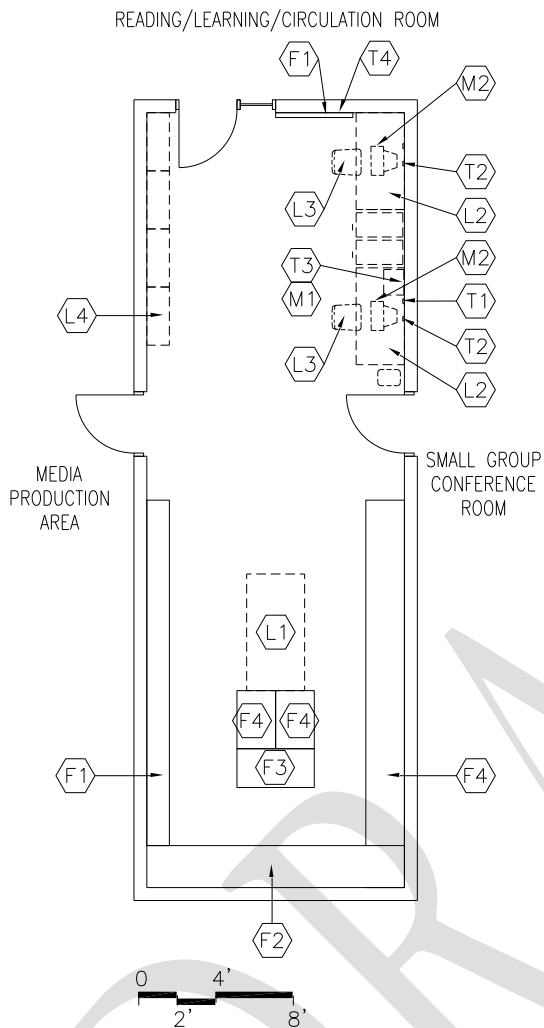 READING/LEARNING/CIRCULATION ROOM
F1
T4
M2
T2
L3
L2
M2
T3
M1
T1
L4
T2
L3
L2
MEDIA
PRODUCTION
AREA
SMALL GROUP
CONFERENCE
ROOM
L1
F4
F4
F3
F1
F4
F2
0
4'
2'
8'